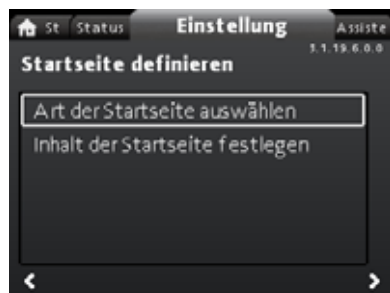 St Status Einstellung Assiste
3.1.19.6.0.0
Startseite definieren
Art der Startseite auswählen
Inhalt der Startseite festlegen